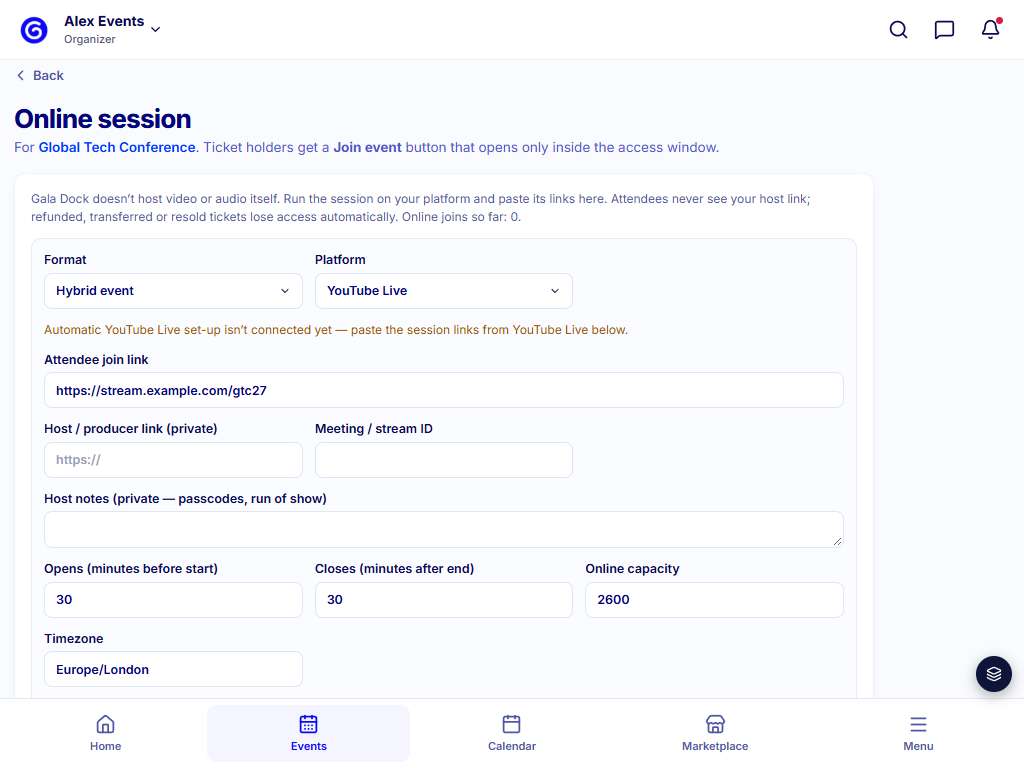 Alex Events
Organizer
Back
Online session
For Global Tech Conference. Ticket holders get a Join event button that opens only inside the access window.
Gala Dock doesn't host video or audio itself. Run the session on your platform and paste its links here. Attendees never see your host link;
refunded, transferred or resold tickets lose access automatically. Online joins so far: 0.
Format
Platform
Hybrid event
YouTube Live
Automatic YouTube Live set-up isn't connected yet — paste the session links from YouTube Live below.
Attendee join link
https://stream.example.com/gtc27
Host / producer link (private)
Meeting / stream ID
https://
Host notes (private — passcodes, run of show)
Opens (minutes before start)
Closes (minutes after end)
Online capacity
30
30
2600
Timezone
Europe/London
Home
Events
Calendar
Marketplace
Menu